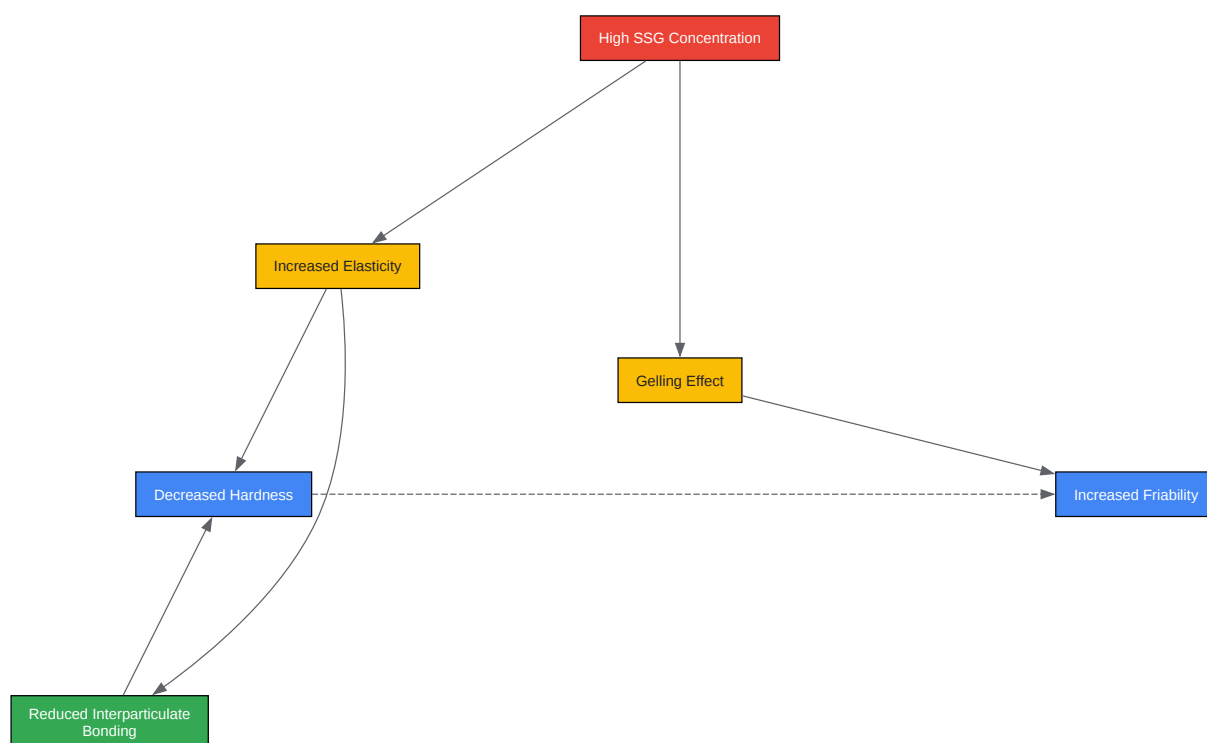 High SSG Concentration
Increased Elasticity
Gelling Effect
Decreased Hardness
Increased Friability
Reduced Interparticulate
Bonding